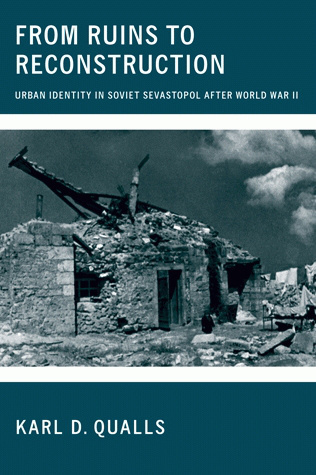 FROM RUINS TO
RECONSTRUCTION
URBAN IDENTITY IN SOVIET SEVASTOPOL AFTER WORLD WAR II
KARL D. QUALLS